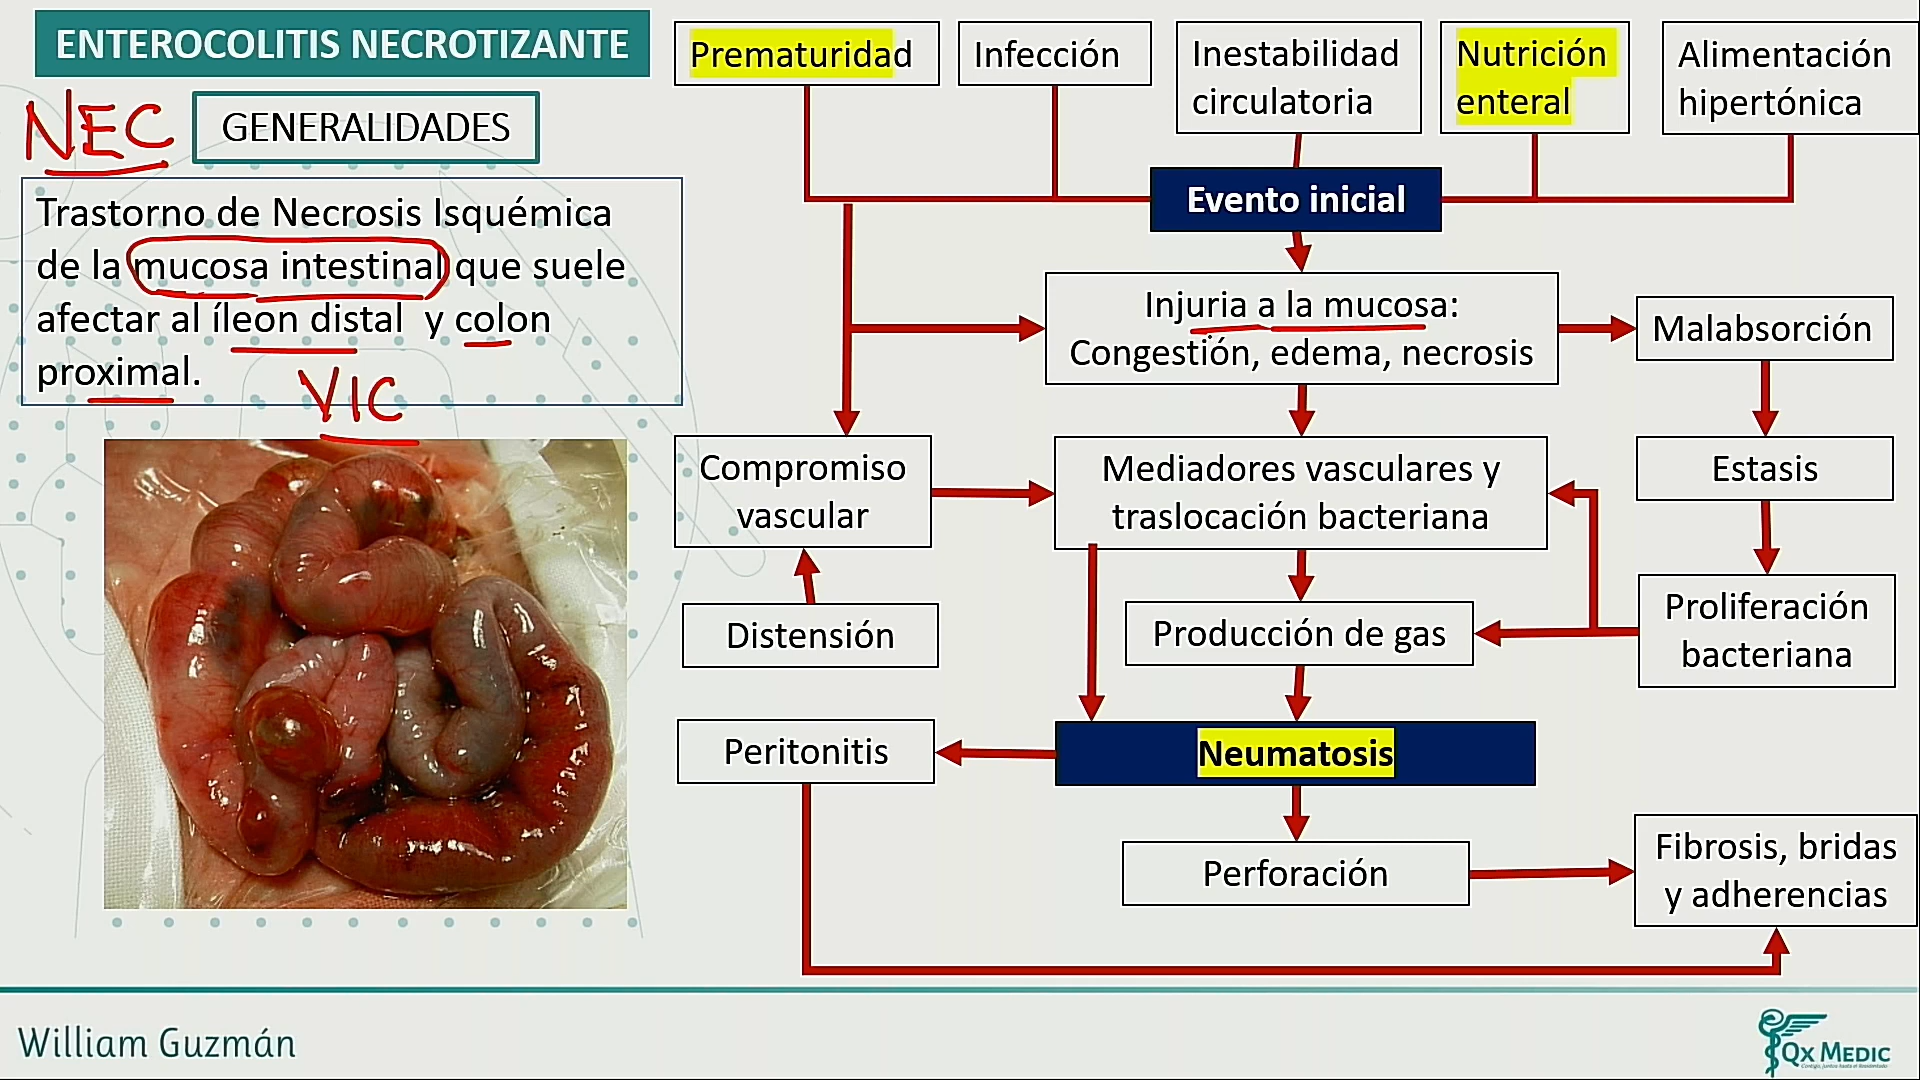 ENTEROCOLITIS NECROTIZANTE
NEC
GENERALIDADES
Trastorno de Necrosis Isquémica
de la mucosa intestinal que suele
afectar al íleon distal y colon
proximal.
VIC
Prematuridad
Infección
Inestabilidad
circulatoria
Nutrición
enteral
Alimentación
hipertónica
Evento inicial
Injuria a la mucosa:
Congestión, edema, necrosis
Malabsorción
Compromiso
vascular
Mediadores vasculares y
traslocación bacteriana
Estasis
Distensión
Producción de gas
Proliferación
bacteriana
Peritonitis
Neumatosis
Perforación
Fibrosis, bridas
y adherencias
William Guzmán
QX MEDIC